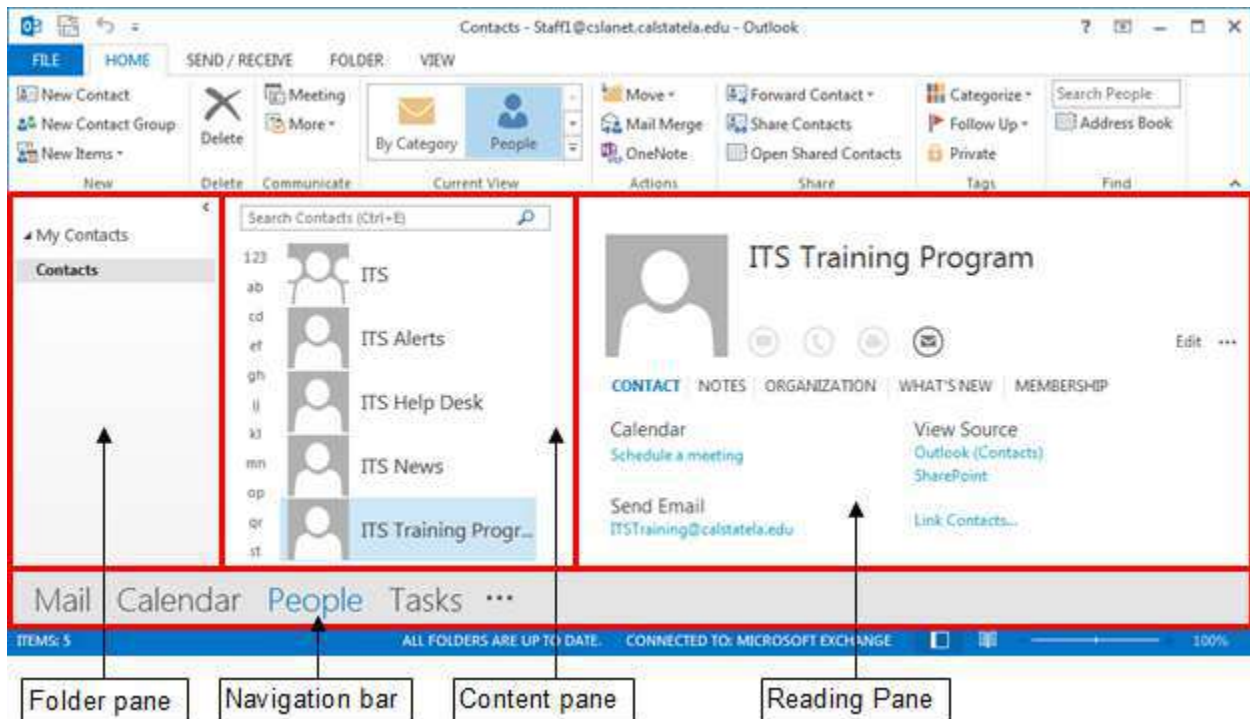 Contacts - Staff1@cslanet.calstatela.edu - Outlook
FILE HOME SEND / RECEIVE FOLDER VIEW
New Contact
New Contact Group
New Items
New
Delete
Delete
Meeting
More
Communicate
By Category People
Current View
Move
Mail Merge
OneNote
Actions
Forward Contact
Share Contacts
Open Shared Contacts
Share
Categorize
Follow Up
Private
Tags
Search People
Address Book
Find
My Contacts
Contacts
Search Contacts (Ctrl+E)
123
ab
cd
ef
gh
ij
kl
mn
op
qr
st
ITS
ITS Alerts
ITS Help Desk
ITS News
ITS Training Progr...
ITS Training Program
Edit ...
CONTACT NOTES ORGANIZATION WHAT'S NEW MEMBERSHIP
Calendar
Schedule a meeting
Send Email
ITSTraining@calstatela.edu
View Source
Outlook (Contacts)
SharePoint
Link Contacts...
Mail Calendar People Tasks ...
ITEMS: 5 ALL FOLDERS ARE UP TO DATE. CONNECTED TO: MICROSOFT EXCHANGE 100%
Folder pane Navigation bar Content pane Reading Pane